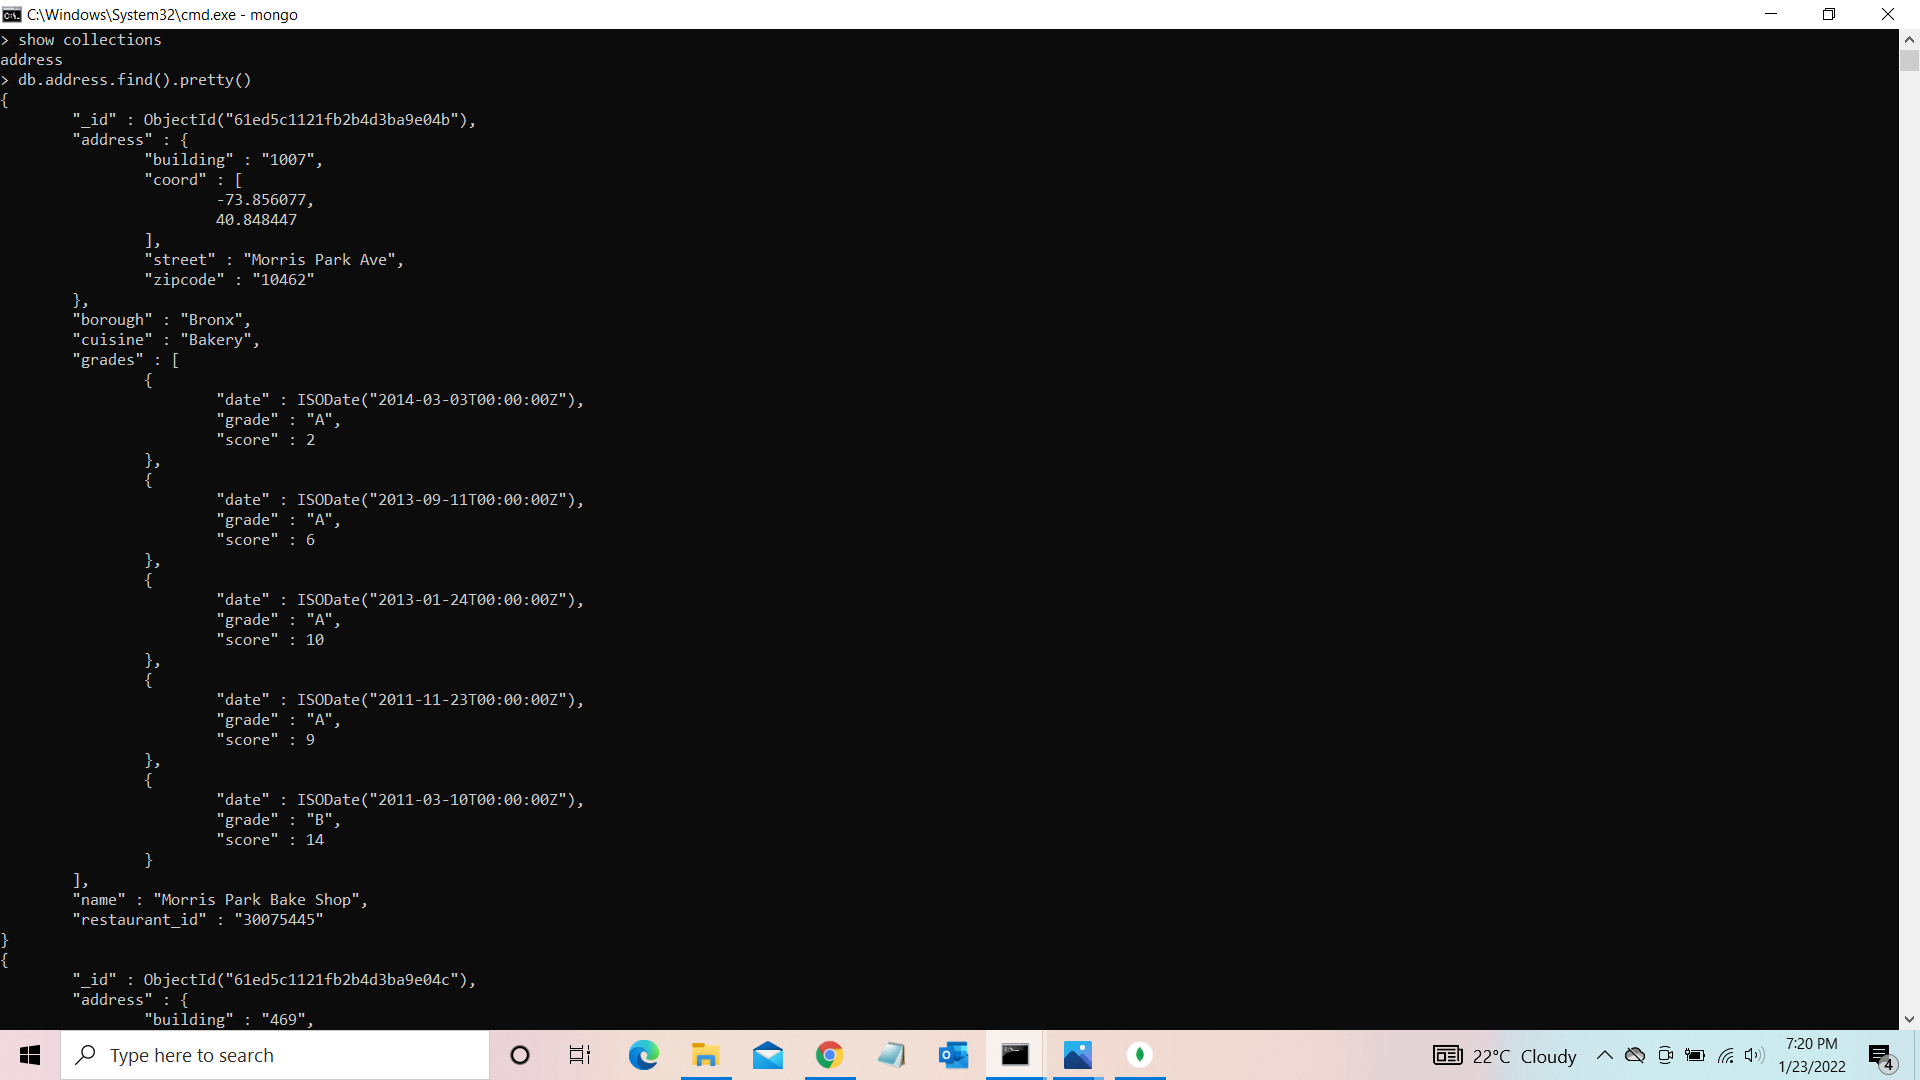 C:\Windows\System32\cmd.exe - mongo
> show collections
address
> db.address.find().pretty()
{
        "_id" : ObjectId("61ed5c1121fb2b4d3ba9e04b"),
        "address" : {
                "building" : "1007",
                "coord" : [
                        -73.856077,
                        40.848447
                ],
                "street" : "Morris Park Ave",
                "zipcode" : "10462"
        },
        "borough" : "Bronx",
        "cuisine" : "Bakery",
        "grades" : [
                {
                        "date" : ISODate("2014-03-03T00:00:00Z"),
                        "grade" : "A",
                        "score" : 2
                },
                {
                        "date" : ISODate("2013-09-11T00:00:00Z"),
                        "grade" : "A",
                        "score" : 6
                },
                {
                        "date" : ISODate("2013-01-24T00:00:00Z"),
                        "grade" : "A",
                        "score" : 10
                },
                {
                        "date" : ISODate("2011-11-23T00:00:00Z"),
                        "grade" : "A",
                        "score" : 9
                },
                {
                        "date" : ISODate("2011-03-10T00:00:00Z"),
                        "grade" : "B",
                        "score" : 14
                }
        ],
        "name" : "Morris Park Bake Shop",
        "restaurant_id" : "30075445"
}
{
        "_id" : ObjectId("61ed5c1121fb2b4d3ba9e04c"),
        "address" : {
                "building" : "469",
Type here to search
22°C Cloudy
7:20 PM
1/23/2022
4